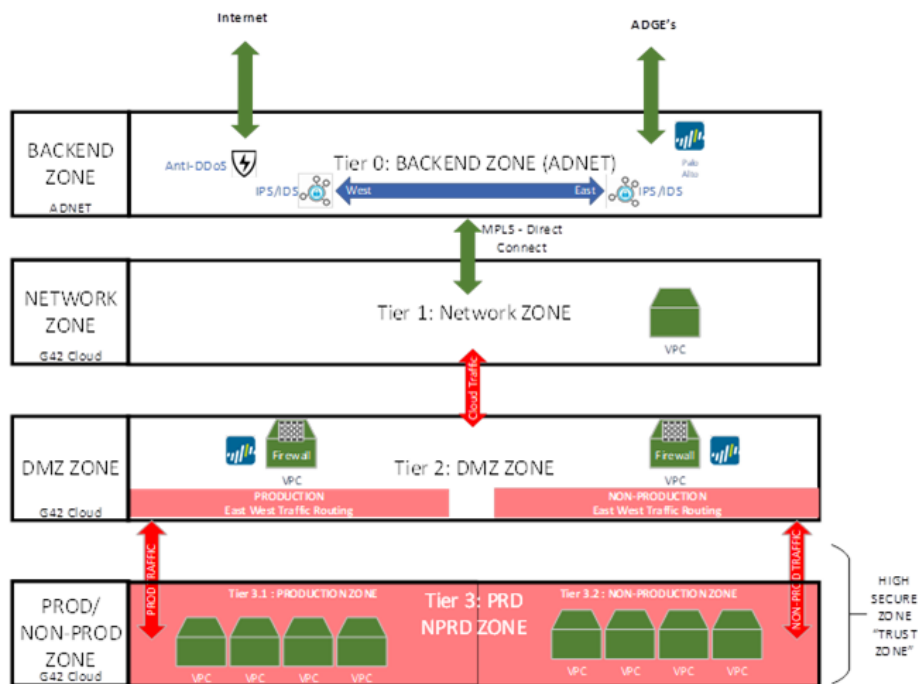 Internet
ADGE's
BACKEND
ZONE
ADNET
Anti-DDoS
Tier 0: BACKEND ZONE (ADNET)
Palo
Alto
IPS/IDS
West
East
IPS/IDS
MPLS - Direct
Connect
NETWORK
ZONE
G42 Cloud
Tier 1: Network ZONE
VPC
Cloud Traffic
DMZ ZONE
G42 Cloud
Firewall
VPC
Tier 2: DMZ ZONE
Firewall
VPC
PRODUCTION
East West Traffic Routing
NON-PRODUCTION
East West Traffic Routing
PROD TRAFFIC
NON-PROD TRAFFIC
PROD/
NON-PROD
ZONE
G42 Cloud
Tier 3.1 : PRODUCTION ZONE
Tier 3: PRD
NPRD ZONE
Tier 3.2 : NON-PRODUCTION ZONE
VPC VPC VPC VPC
VPC VPC VPC VPC
HIGH
SECURE
ZONE
"TRUST
ZONE"